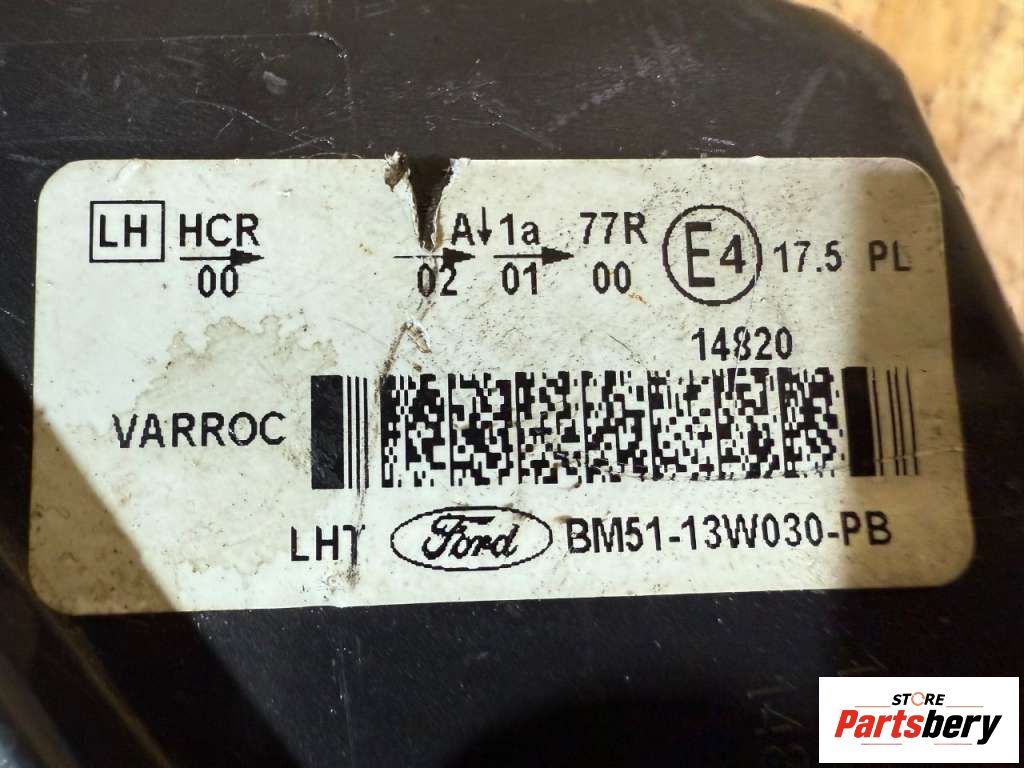 LH HCR A↓ 1a 77R E4 17.5 PL
00 02 01 00
14820
VARROC
LHT Ford BM51-13W030-PB
STORE
Partsbery